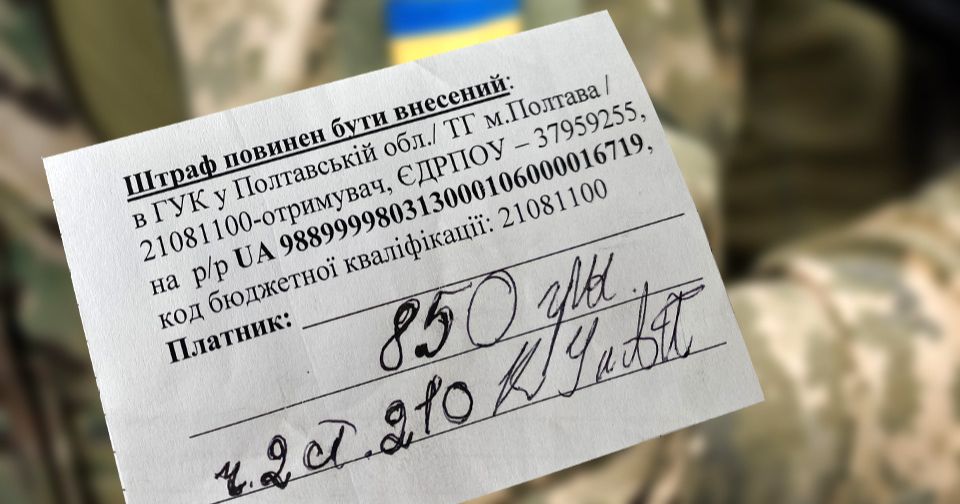 Штраф повинен бути внесений:
в ГУК у Полтавській обл./ ТГ м.Полтава /
21081100-отримувач, ЄДРПОУ – 37959255,
на р/р UA 988999980313000106000016719,
код бюджетної кваліфікації: 21081100
Платник:
850 грн.
ч.2 ст.210 КУпАП